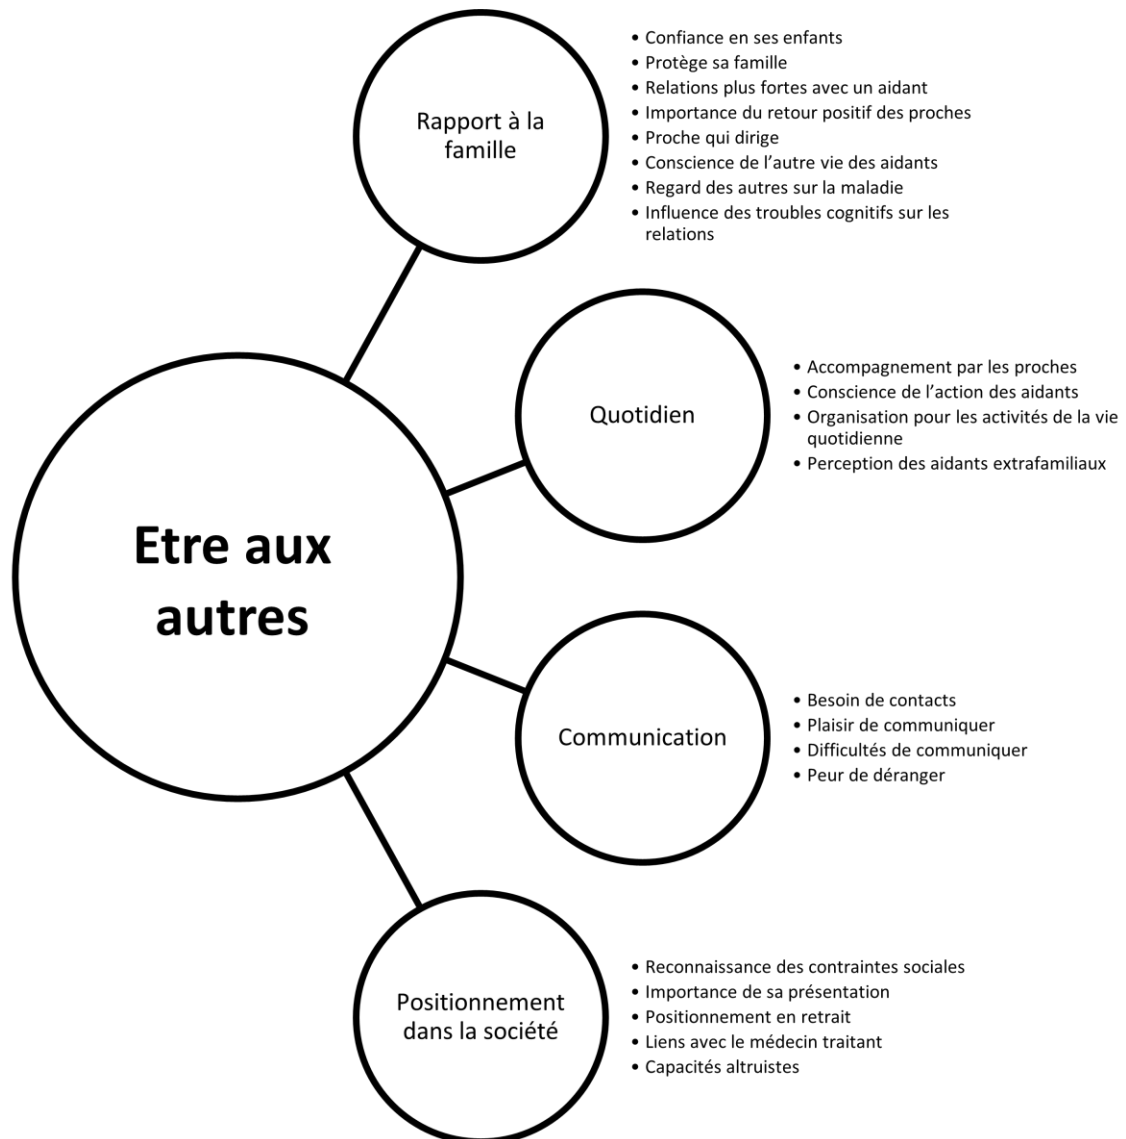 Rapport à la
famille
• Confiance en ses enfants
• Protège sa famille
• Relations plus fortes avec un aidant
• Importance du retour positif des proches
• Proche qui dirige
• Conscience de l’autre vie des aidants
• Regard des autres sur la maladie
• Influence des troubles cognitifs sur les
relations
Quotidien
• Accompagnement par les proches
• Conscience de l’action des aidants
• Organisation pour les activités de la vie
quotidienne
• Perception des aidants extrafamiliaux
Etre aux
autres
Communication
• Besoin de contacts
• Plaisir de communiquer
• Difficultés de communiquer
• Peur de déranger
Positionnement
dans la société
• Reconnaissance des contraintes sociales
• Importance de sa présentation
• Positionnement en retrait
• Liens avec le médecin traitant
• Capacités altruistes